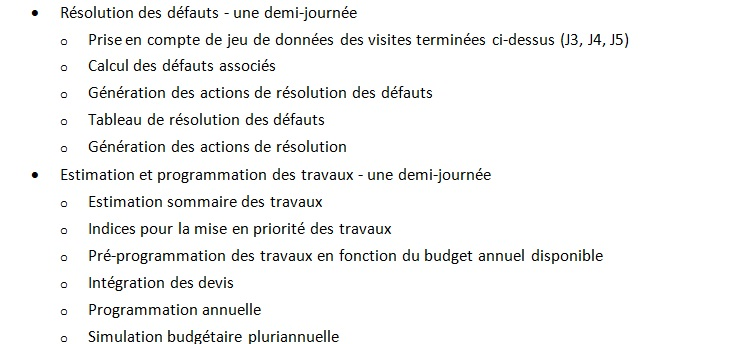 • Résolution des défauts - une demi-journée
o Prise en compte de jeu de données des visites terminées ci-dessus (J3, J4, J5)
o Calcul des défauts associés
o Génération des actions de résolution des défauts
o Tableau de résolution des défauts
o Génération des actions de résolution
• Estimation et programmation des travaux - une demi-journée
o Estimation sommaire des travaux
o Indices pour la mise en priorité des travaux
o Pré-programmation des travaux en fonction du budget annuel disponible
o Intégration des devis
o Programmation annuelle
o Simulation budgétaire pluriannuelle